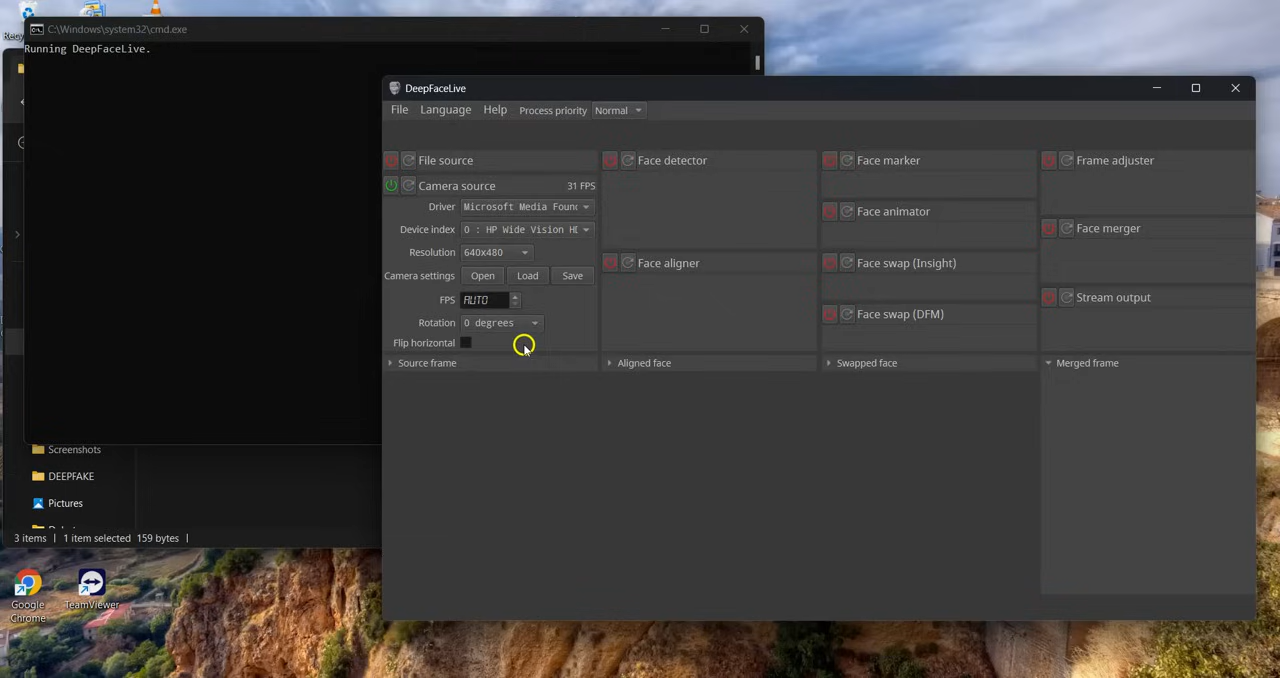 Recy
C:\Windows\system32\cmd.exe
Running DeepFaceLive.
DeepFaceLive
File Language Help Process priority Normal
File source
Camera source 31 FPS
Driver Microsoft Media Foun
Device index 0 : HP Wide Vision H
Resolution 640x480
Camera settings Open Load Save
FPS AUTO
Rotation 0 degrees
Flip horizontal
Face detector
Face aligner
Face marker
Face animator
Face swap (Insight)
Face swap (DFM)
Frame adjuster
Face merger
Stream output
Source frame
Aligned face
Swapped face
Merged frame
Screenshots
DEEPFAKE
Pictures
3 items | 1 item selected 159 bytes |
Google
Chrome
TeamViewer